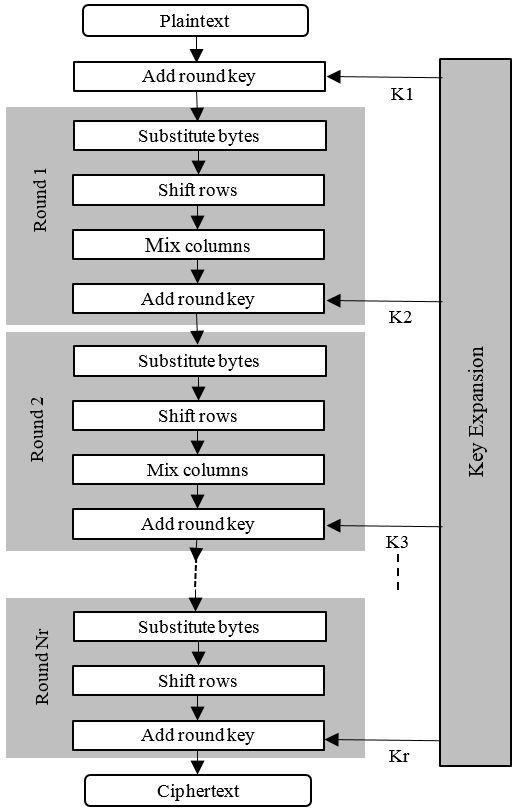 Plaintext
Add round key
K1
Substitute bytes
Shift rows
Mix columns
Add round key
Round 1
K2
Substitute bytes
Shift rows
Mix columns
Add round key
Round 2
K3
Key Expansion
Substitute bytes
Shift rows
Add round key
Round Nr
Kr
Ciphertext